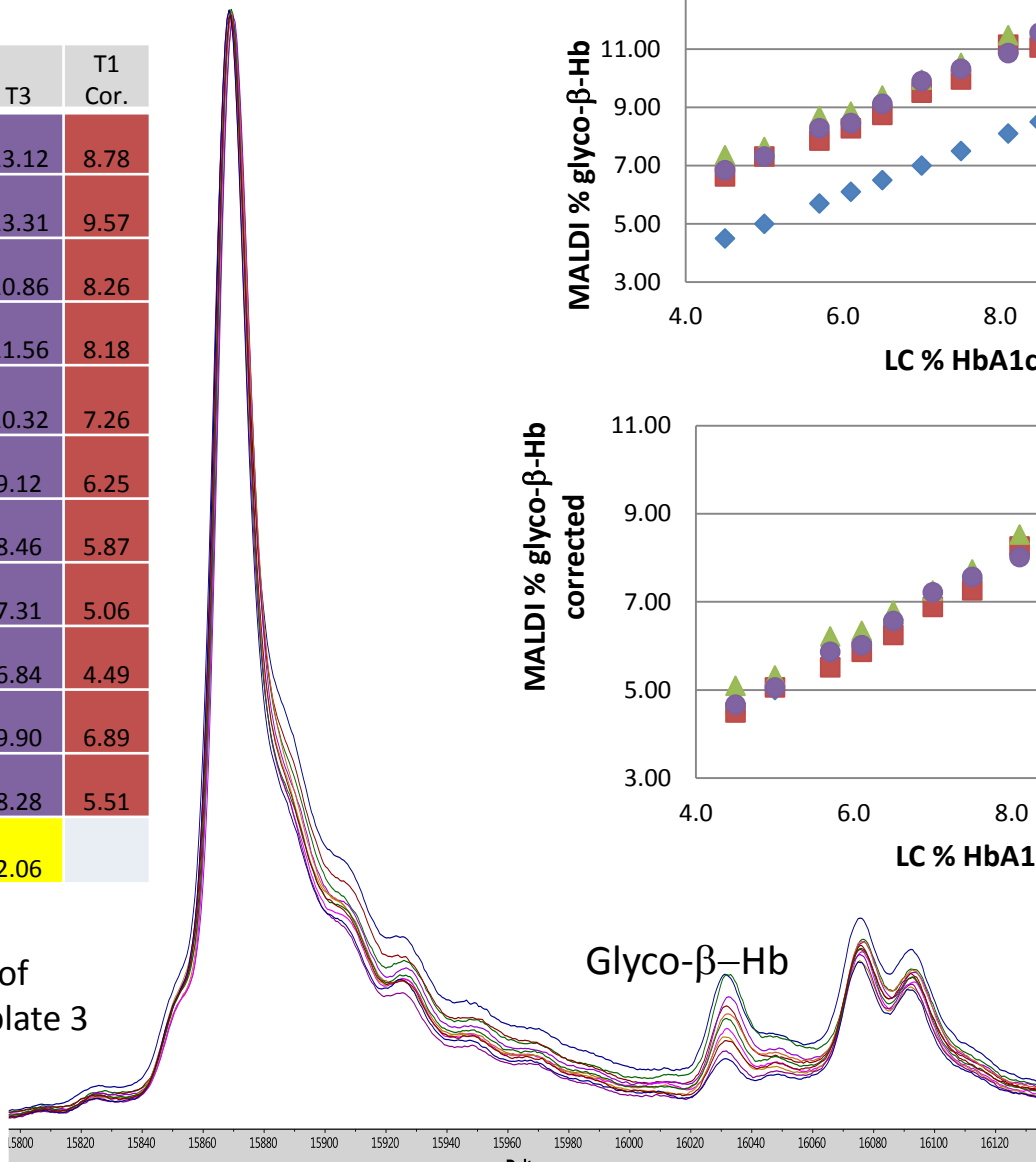 T3 T1 Cor.
3.12 8.78
3.31 9.57
0.86 8.26
1.56 8.18
0.32 7.26
9.12 6.25
8.46 5.87
7.31 5.06
6.84 4.49
9.90 6.89
8.28 5.51
2.06
of
plate 3
MALDI % glyco-β-Hb
11.00
9.00
7.00
5.00
3.00
4.0 6.0 8.0
LC % HbA1c
MALDI % glyco-β-Hb
corrected
11.00
9.00
7.00
5.00
3.00
4.0 6.0 8.0
LC % HbA1
Glyco-β–Hb
15800 15820 15840 15860 15880 15900 15920 15940 15960 15980 16000 16020 16040 16060 16080 16100 16120